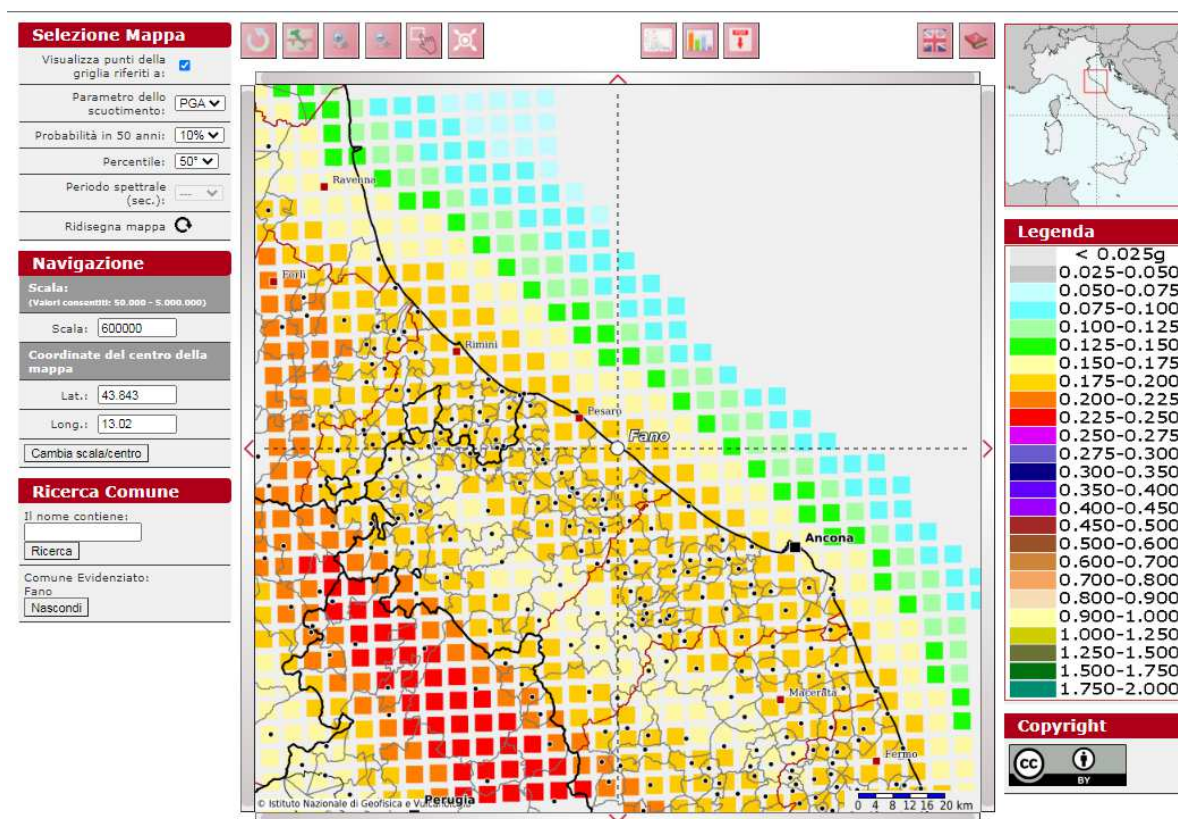 Selezione Mappa
Visualizza punti della
griglia riferiti a:
Parametro dello
scuotimento: PGA
Probabilità in 50 anni: 10%
Percentile: 50°
Periodo spettrale
(sec.): ---
Ridisegna mappa
Navigazione
Scala:
(Valori consentiti: 50.000 - 5.000.000)
Scala: 600000
Coordinate del centro della
mappa
Lat.: 43.843
Long.: 13.02
Cambia scala/centro
Ricerca Comune
Il nome contiene:
Ricerca
Comune Evidenziato:
Fano
Nascondi
Ravenna
Forlì
Rimini
Pesaro
Fano
Ancona
Macerata
Fermo
Perugia
© Istituto Nazionale di Geofisica e Vulcanologia
0 4 8 12 16 20 km
Legenda
< 0.025g
0.025-0.050
0.050-0.075
0.075-0.100
0.100-0.125
0.125-0.150
0.150-0.175
0.175-0.200
0.200-0.225
0.225-0.250
0.250-0.275
0.275-0.300
0.300-0.350
0.350-0.400
0.400-0.450
0.450-0.500
0.500-0.600
0.600-0.700
0.700-0.800
0.800-0.900
0.900-1.000
1.000-1.250
1.250-1.500
1.500-1.750
1.750-2.000
Copyright
cc
BY